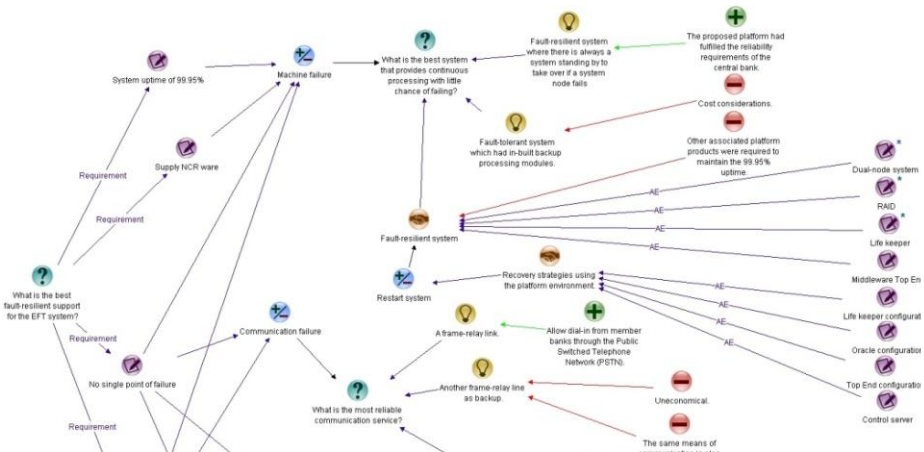 System uptime of 99.95%
Machine failure
What is the best system
that provides continuous
processing with little
chance of failing?
Fault-resilient system
where there is always a
system standing by to
take over if a system
node fails
The proposed platform had
fulfilled the reliability
requirements of the
central bank.
Cost considerations.
Supply NCR ware
Fault-tolerant system
which had in-built backup
processing modules.
Other associated platform
products were required to
maintain the 99.95%
uptime.
Requirement
Requirement
Dual-node system
AE
RAID
AE
Life keeper
AE
AE
Middleware Top End
Fault-resilient system
Recovery strategies using
the platform environment.
Restart system
What is the best
fault-resilient support
for the EFT system?
AE
Life keeper configurat
AE
Oracle configuration
AE
Top End configuration
Control server
Requirement
Communication failure
A frame-relay link.
Allow dial-in from member
banks through the Public
Switched Telephone
Network (PSTN).
No single point of failure
Another frame-relay line
as backup.
Uneconomical.
What is the most reliable
communication service?
Requirement
The same means of